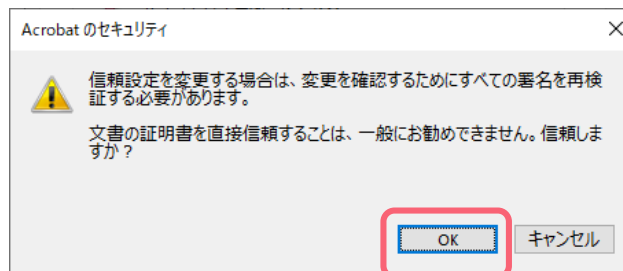 Acrobat のセキュリティ
信頼設定を変更する場合は、変更を確認するためにすべての署名を再検
証する必要があります。
文書の証明書を直接信頼することは、一般にお勧めできません。信頼しま
すか？
OK キャンセル